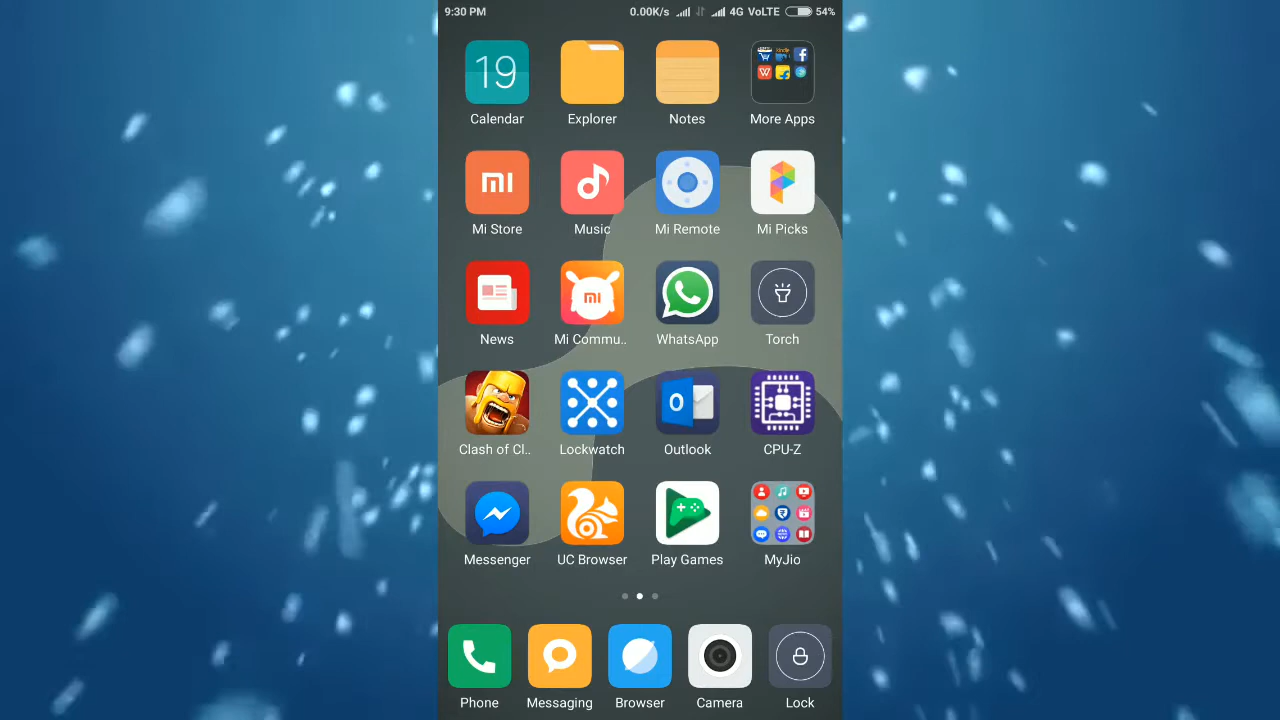 9:30 PM 0.00K/s 4G VoLTE 54%
19
Calendar Explorer Notes More Apps
mi
Mi Store Music Mi Remote Mi Picks
mi
News Mi Commu.. WhatsApp Torch
O
Clash of Cl.. Lockwatch Outlook CPU-Z
Messenger UC Browser Play Games MyJio
Phone Messaging Browser Camera Lock